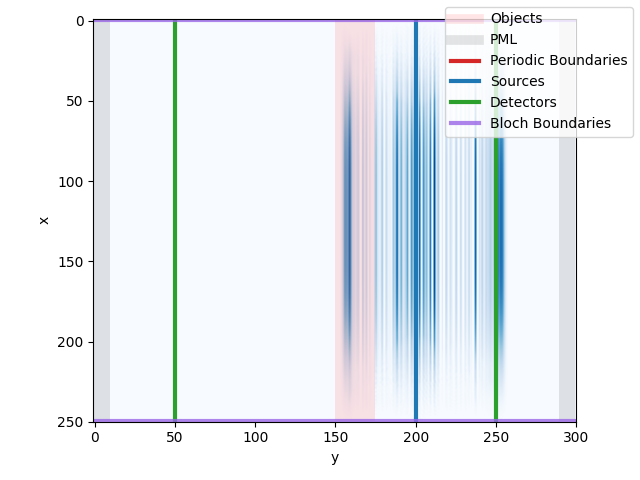 Objects
PML
Periodic Boundaries
Sources
Detectors
Bloch Boundaries
0
50
100
150
200
250
x
0 50 100 150 200 250 300
y